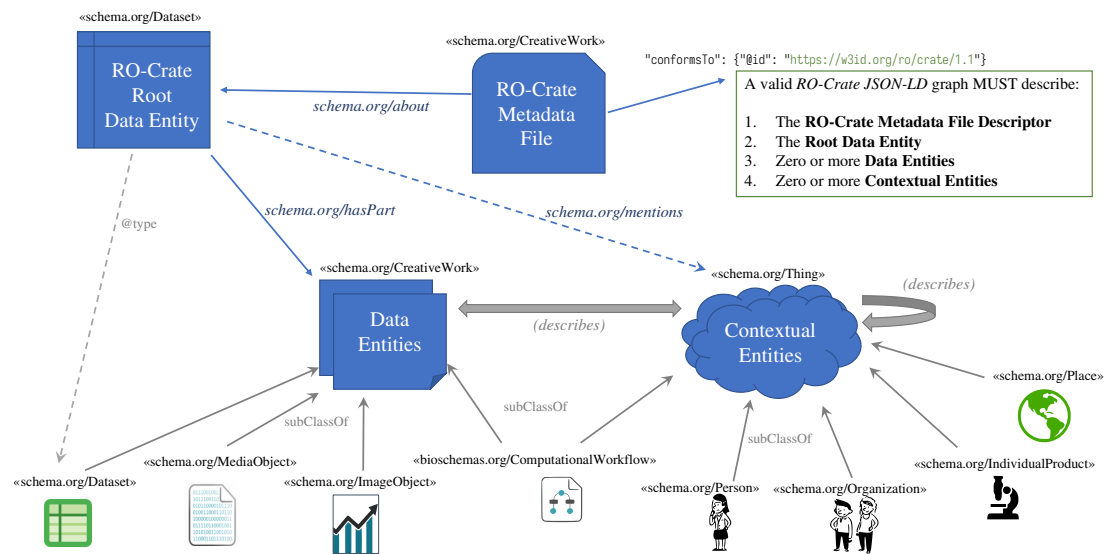 «schema.org/Dataset»
RO-Crate
Root
Data Entity
«schema.org/CreativeWork»
RO-Crate
Metadata
File
schema.org/about
"conformsTo": {"@id": "https://w3id.org/ro/crate/1.1"}
A valid RO-Crate JSON-LD graph MUST describe:
1. The RO-Crate Metadata File Descriptor
2. The Root Data Entity
3. Zero or more Data Entities
4. Zero or more Contextual Entities
schema.org/hasPart
schema.org/mentions
@type
«schema.org/CreativeWork»
Data
Entities
(describes)
«schema.org/Thing»
Contextual
Entities
(describes)
subClassOf
subClassOf
subClassOf
«schema.org/Place»
«schema.org/Dataset»
«schema.org/MediaObject»
«schema.org/ImageObject»
«bioschemas.org/ComputationalWorkflow»
«schema.org/Person»
«schema.org/Organization»
«schema.org/IndividualProduct»